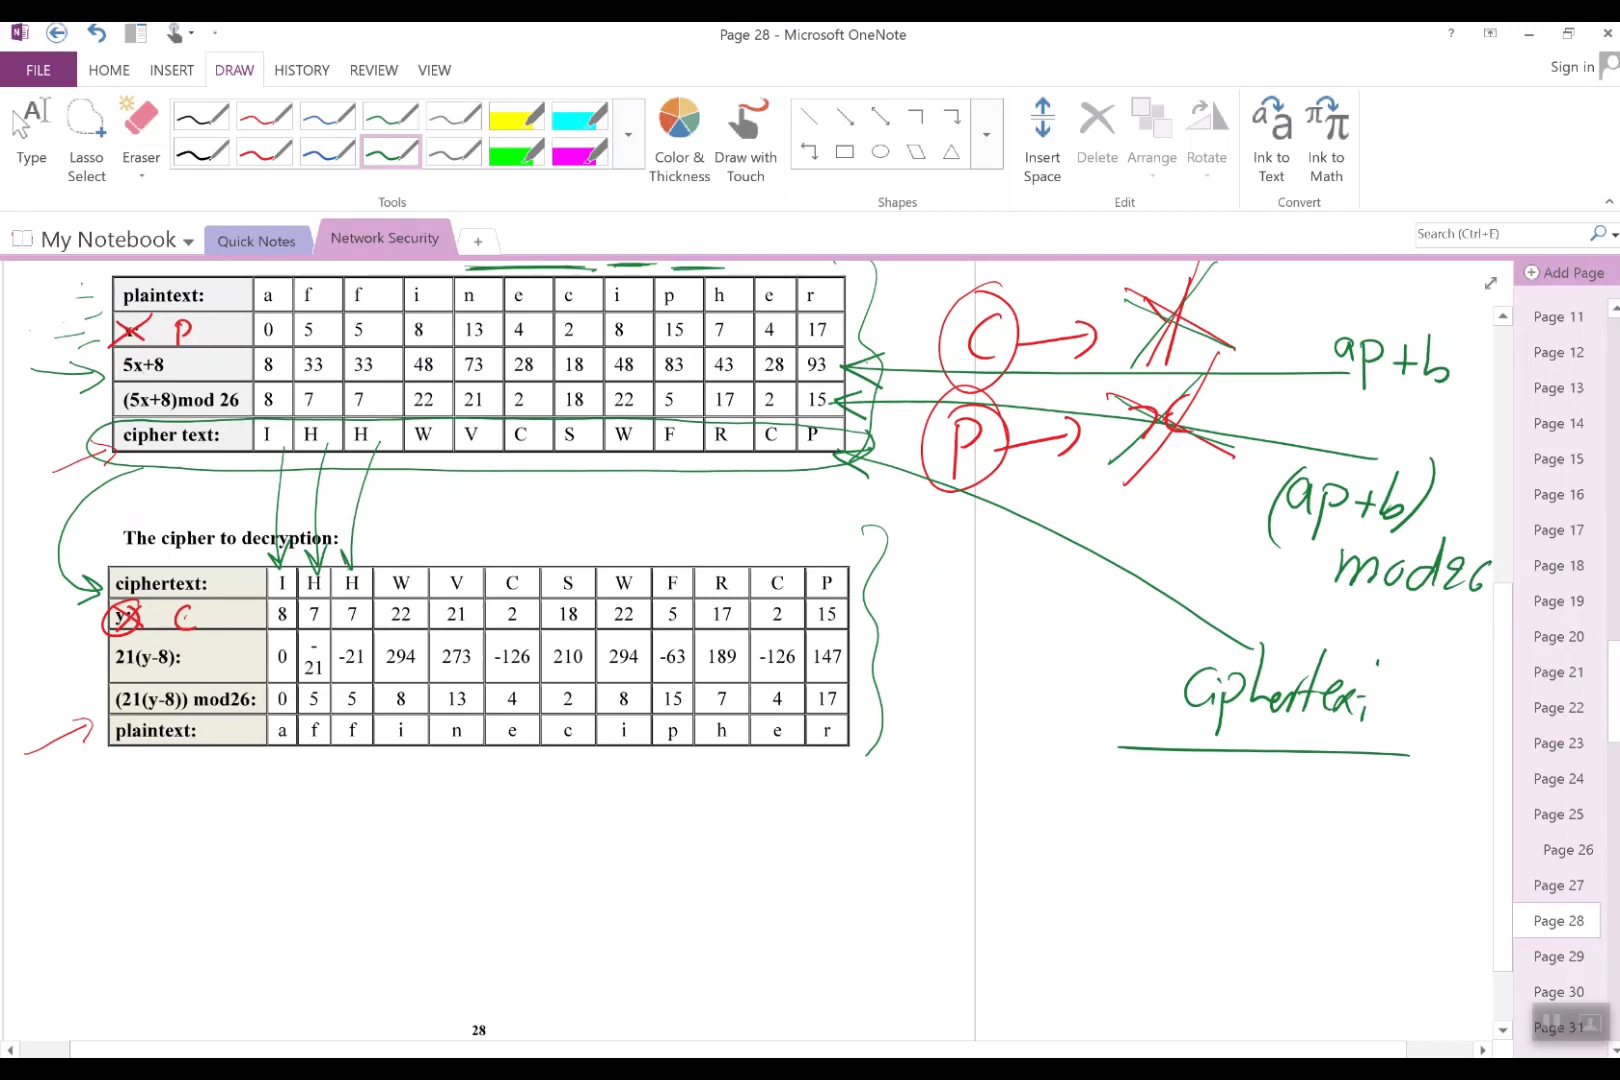 Page 28 - Microsoft OneNote
?
Sign in
FILE HOME INSERT DRAW HISTORY REVIEW VIEW
Type
Lasso Select
Eraser
Color & Thickness
Draw with Touch
Insert Space
Delete
Arrange
Rotate
Ink to Text
Ink to Math
Tools
Shapes
Edit
Convert
My Notebook
Quick Notes
Network Security
+
Search (Ctrl+E)
Add Page
plaintext: a f f i n e c i p h e r
x: P 0 5 5 8 13 4 2 8 15 7 4 17
5x+8 8 33 33 48 73 28 18 48 83 43 28 93
(5x+8)mod 26 8 7 7 22 21 2 18 22 5 17 2 15
cipher text: I H H W V C S W F R C P
C
P
ap+b
(ap+b)
mod26
The cipher to decryption:
ciphertext: I H H W V C S W F R C P
y: C 8 7 7 22 21 2 18 22 5 17 2 15
21(y-8): 0 -21 -21 294 273 -126 210 294 -63 189 -126 147
(21(y-8)) mod26: 0 5 5 8 13 4 2 8 15 7 4 17
plaintext: a f f i n e c i p h e r
28
Page 11
Page 12
Page 13
Page 14
Page 15
Page 16
Page 17
Page 18
Page 19
Page 20
Page 21
Page 22
Page 23
Page 24
Page 25
Page 26
Page 27
Page 28
Page 29
Page 30
Page 31